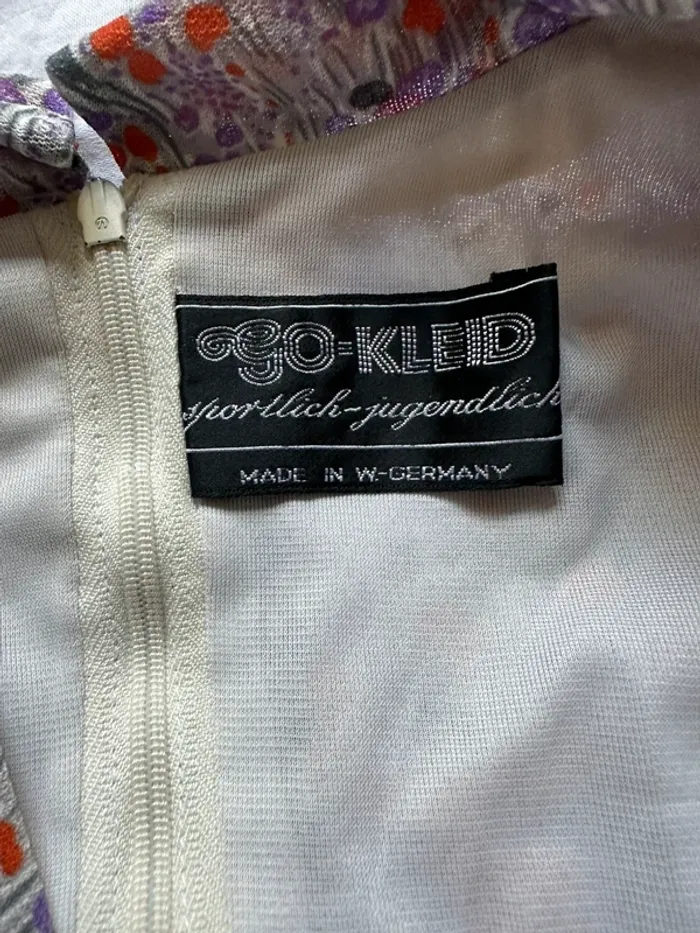 GO=KLEID
sportlich-jugendlich
MADE IN W.-GERMANY